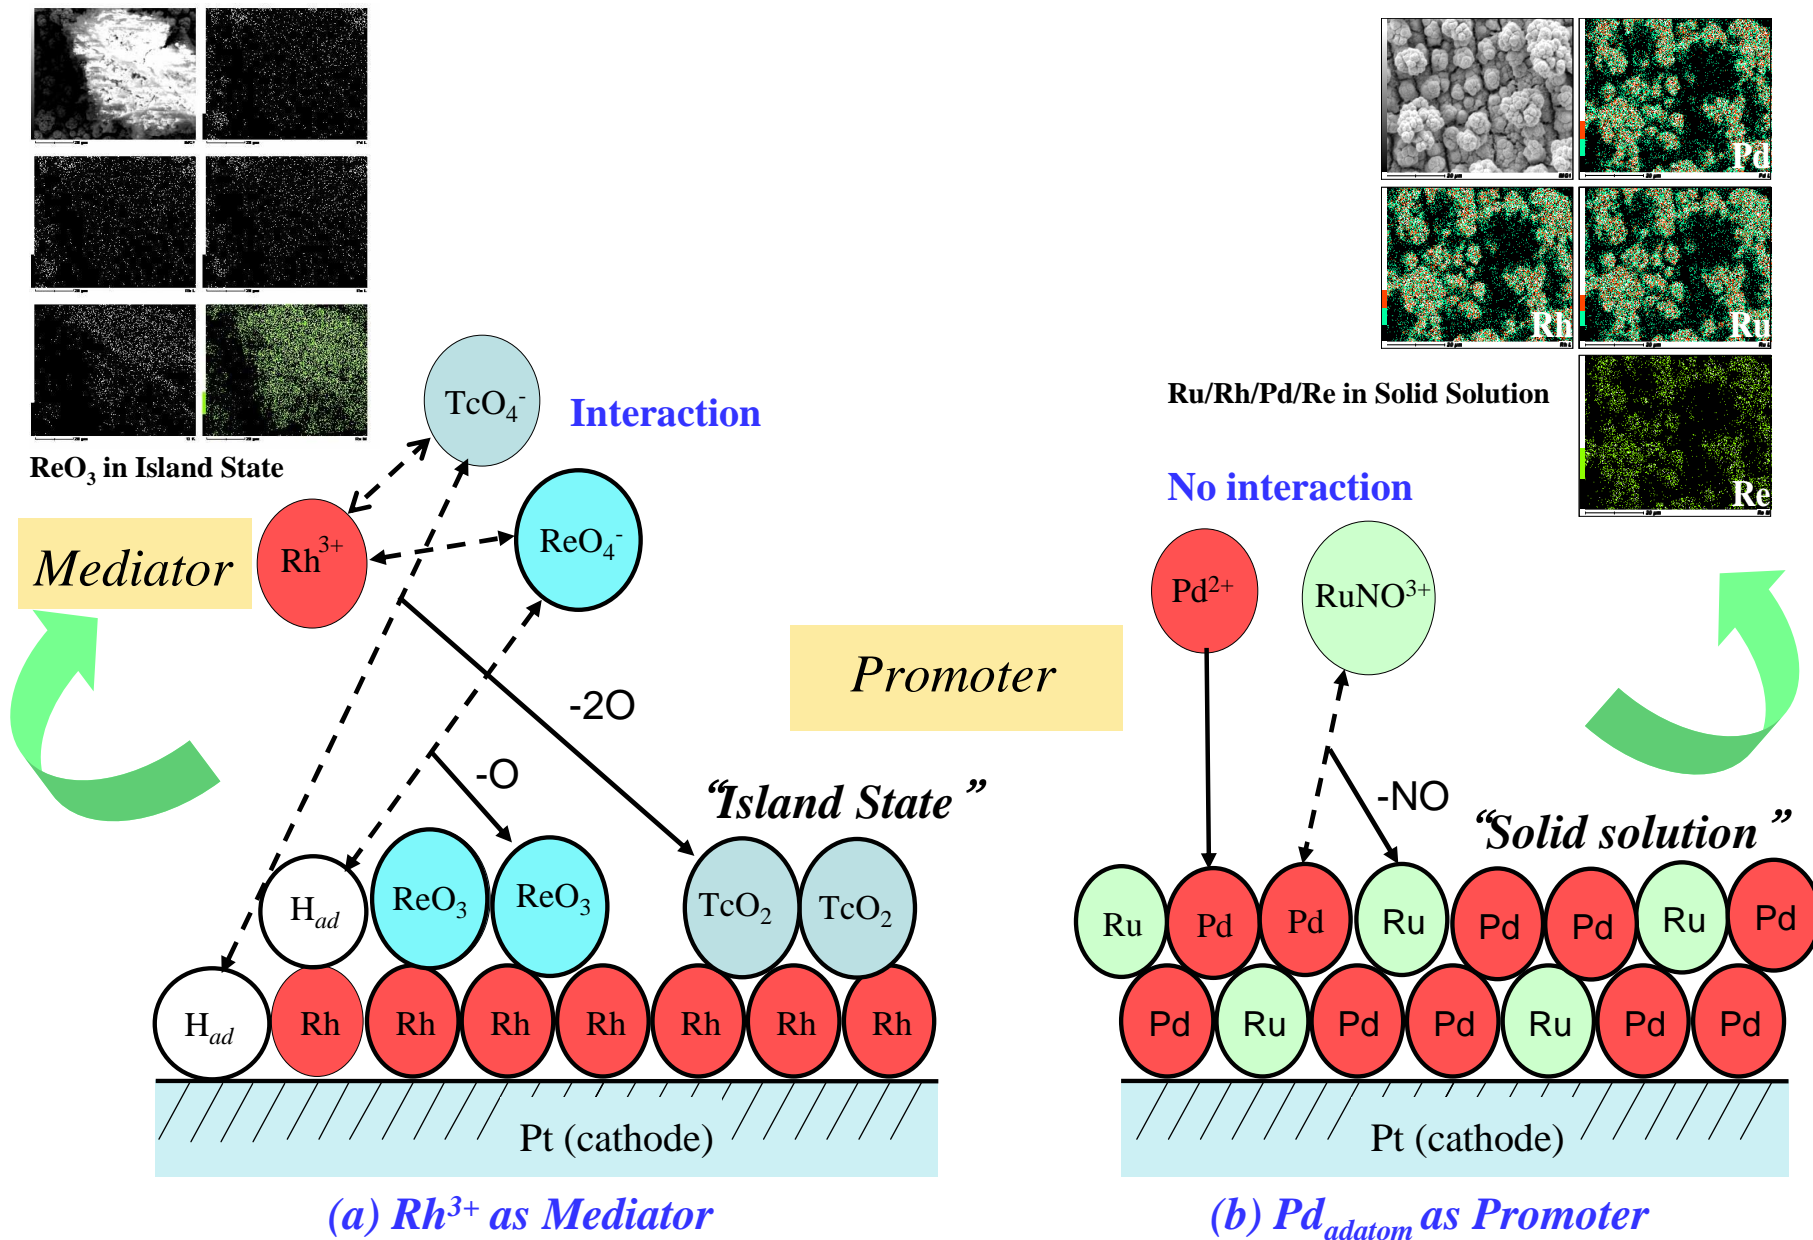 Pd
Rh
Ru
Re
ReO3 in Island State
Ru/Rh/Pd/Re in Solid Solution
TcO4-
Interaction
No interaction
Mediator
Rh3+
ReO4-
Pd2+
RuNO3+
Promoter
-2O
-O
-NO
“Island State”
“Solid solution”
Had
ReO3
ReO3
TcO2
TcO2
Ru
Pd
Pd
Ru
Pd
Pd
Ru
Pd
Had
Rh
Rh
Rh
Rh
Rh
Rh
Rh
Pd
Ru
Pd
Pd
Ru
Pd
Pd
Pt (cathode)
Pt (cathode)
(a) Rh3+ as Mediator
(b) Pdadatom as Promoter